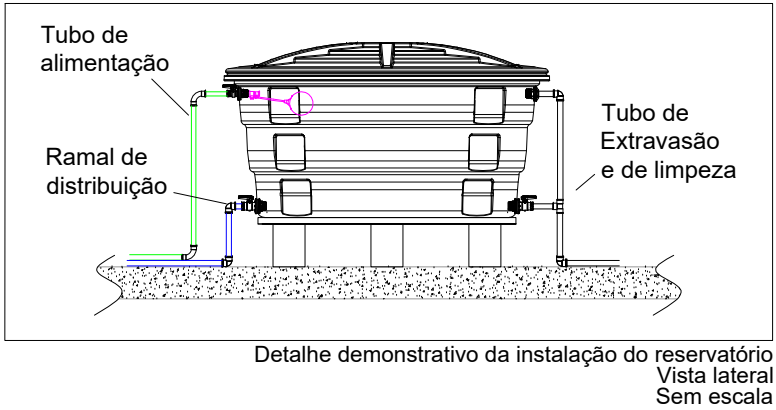 Tubo de
alimentação
Ramal de
distribuição
Tubo de
Extravasão
e de limpeza
Detalhe demonstrativo da instalação do reservatório
Vista lateral
Sem escala